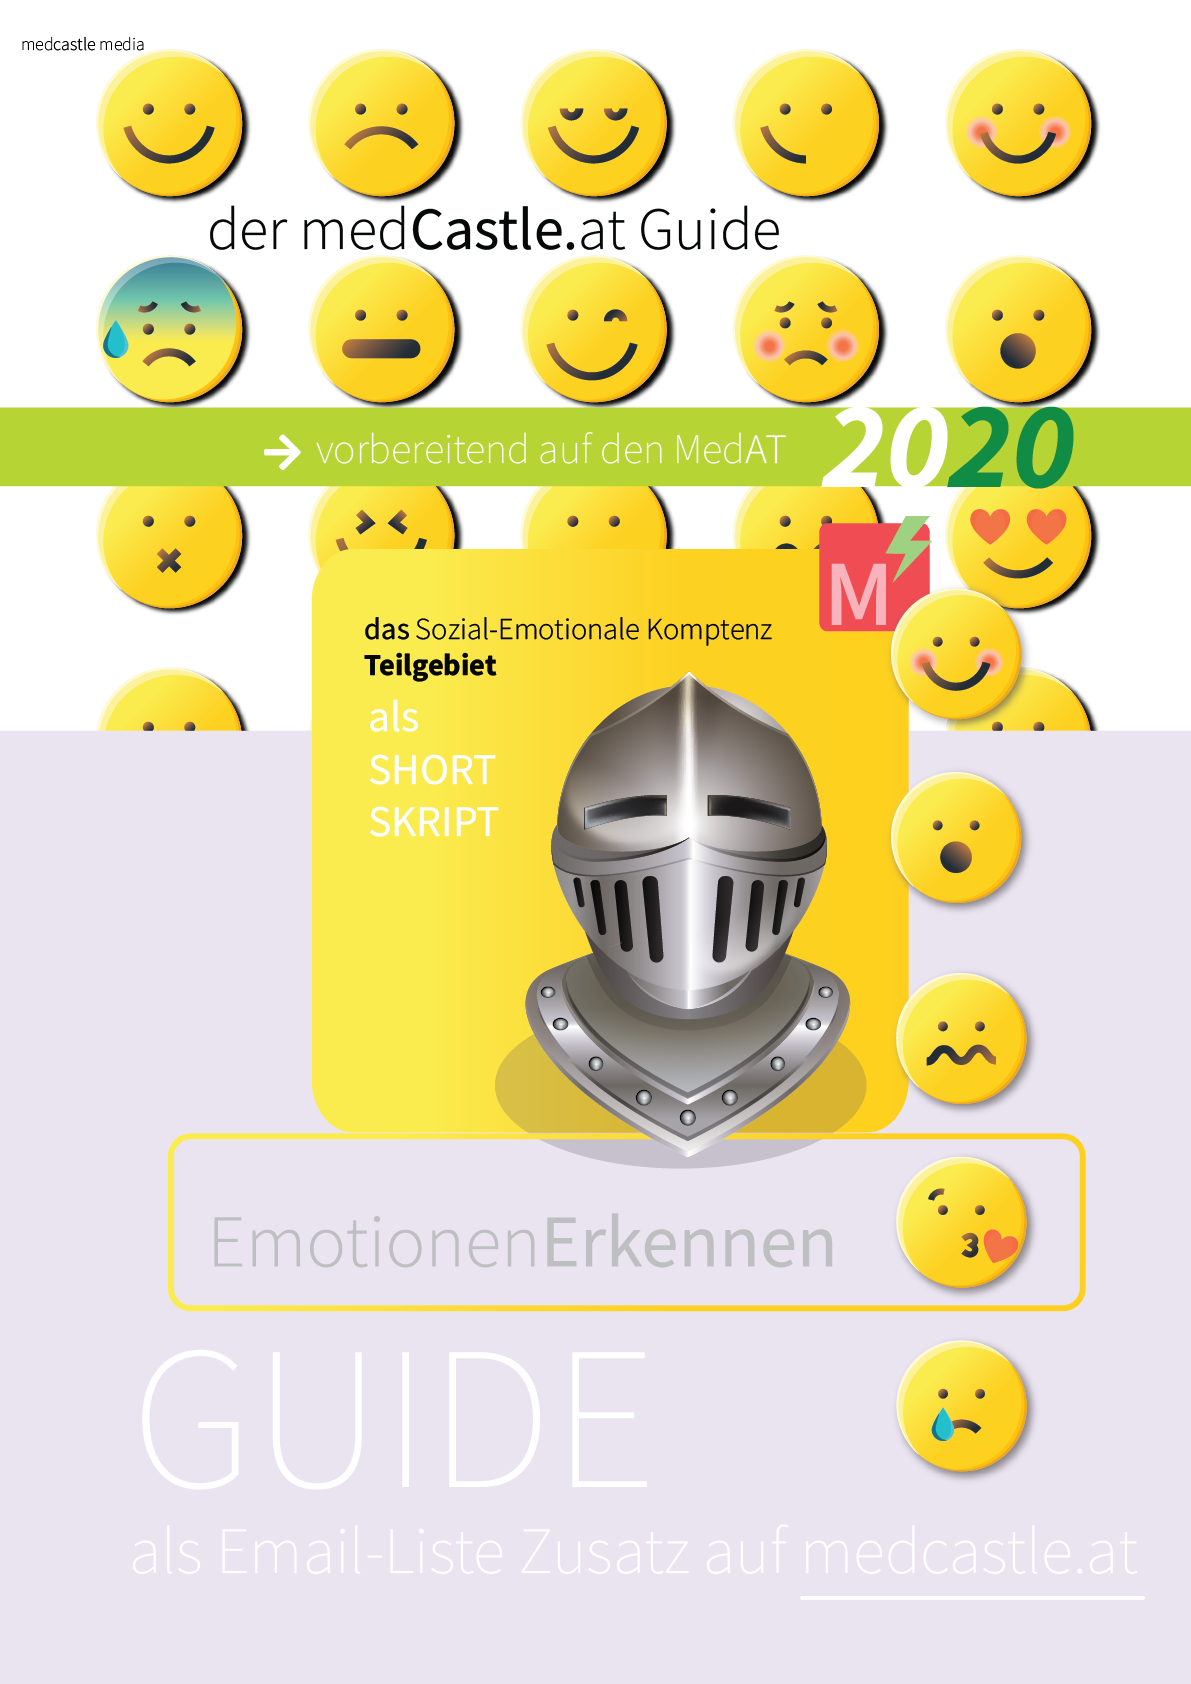 medcastle media
der medCastle.at Guide
→ vorbereitend auf den MedAT 2020
M
das Sozial-Emotionale Komptenz
Teilgebiet
als
SHORT
SKRIPT
EmotionenErkennen
GUIDE
als Email-Liste Zusatz auf medcastle.at